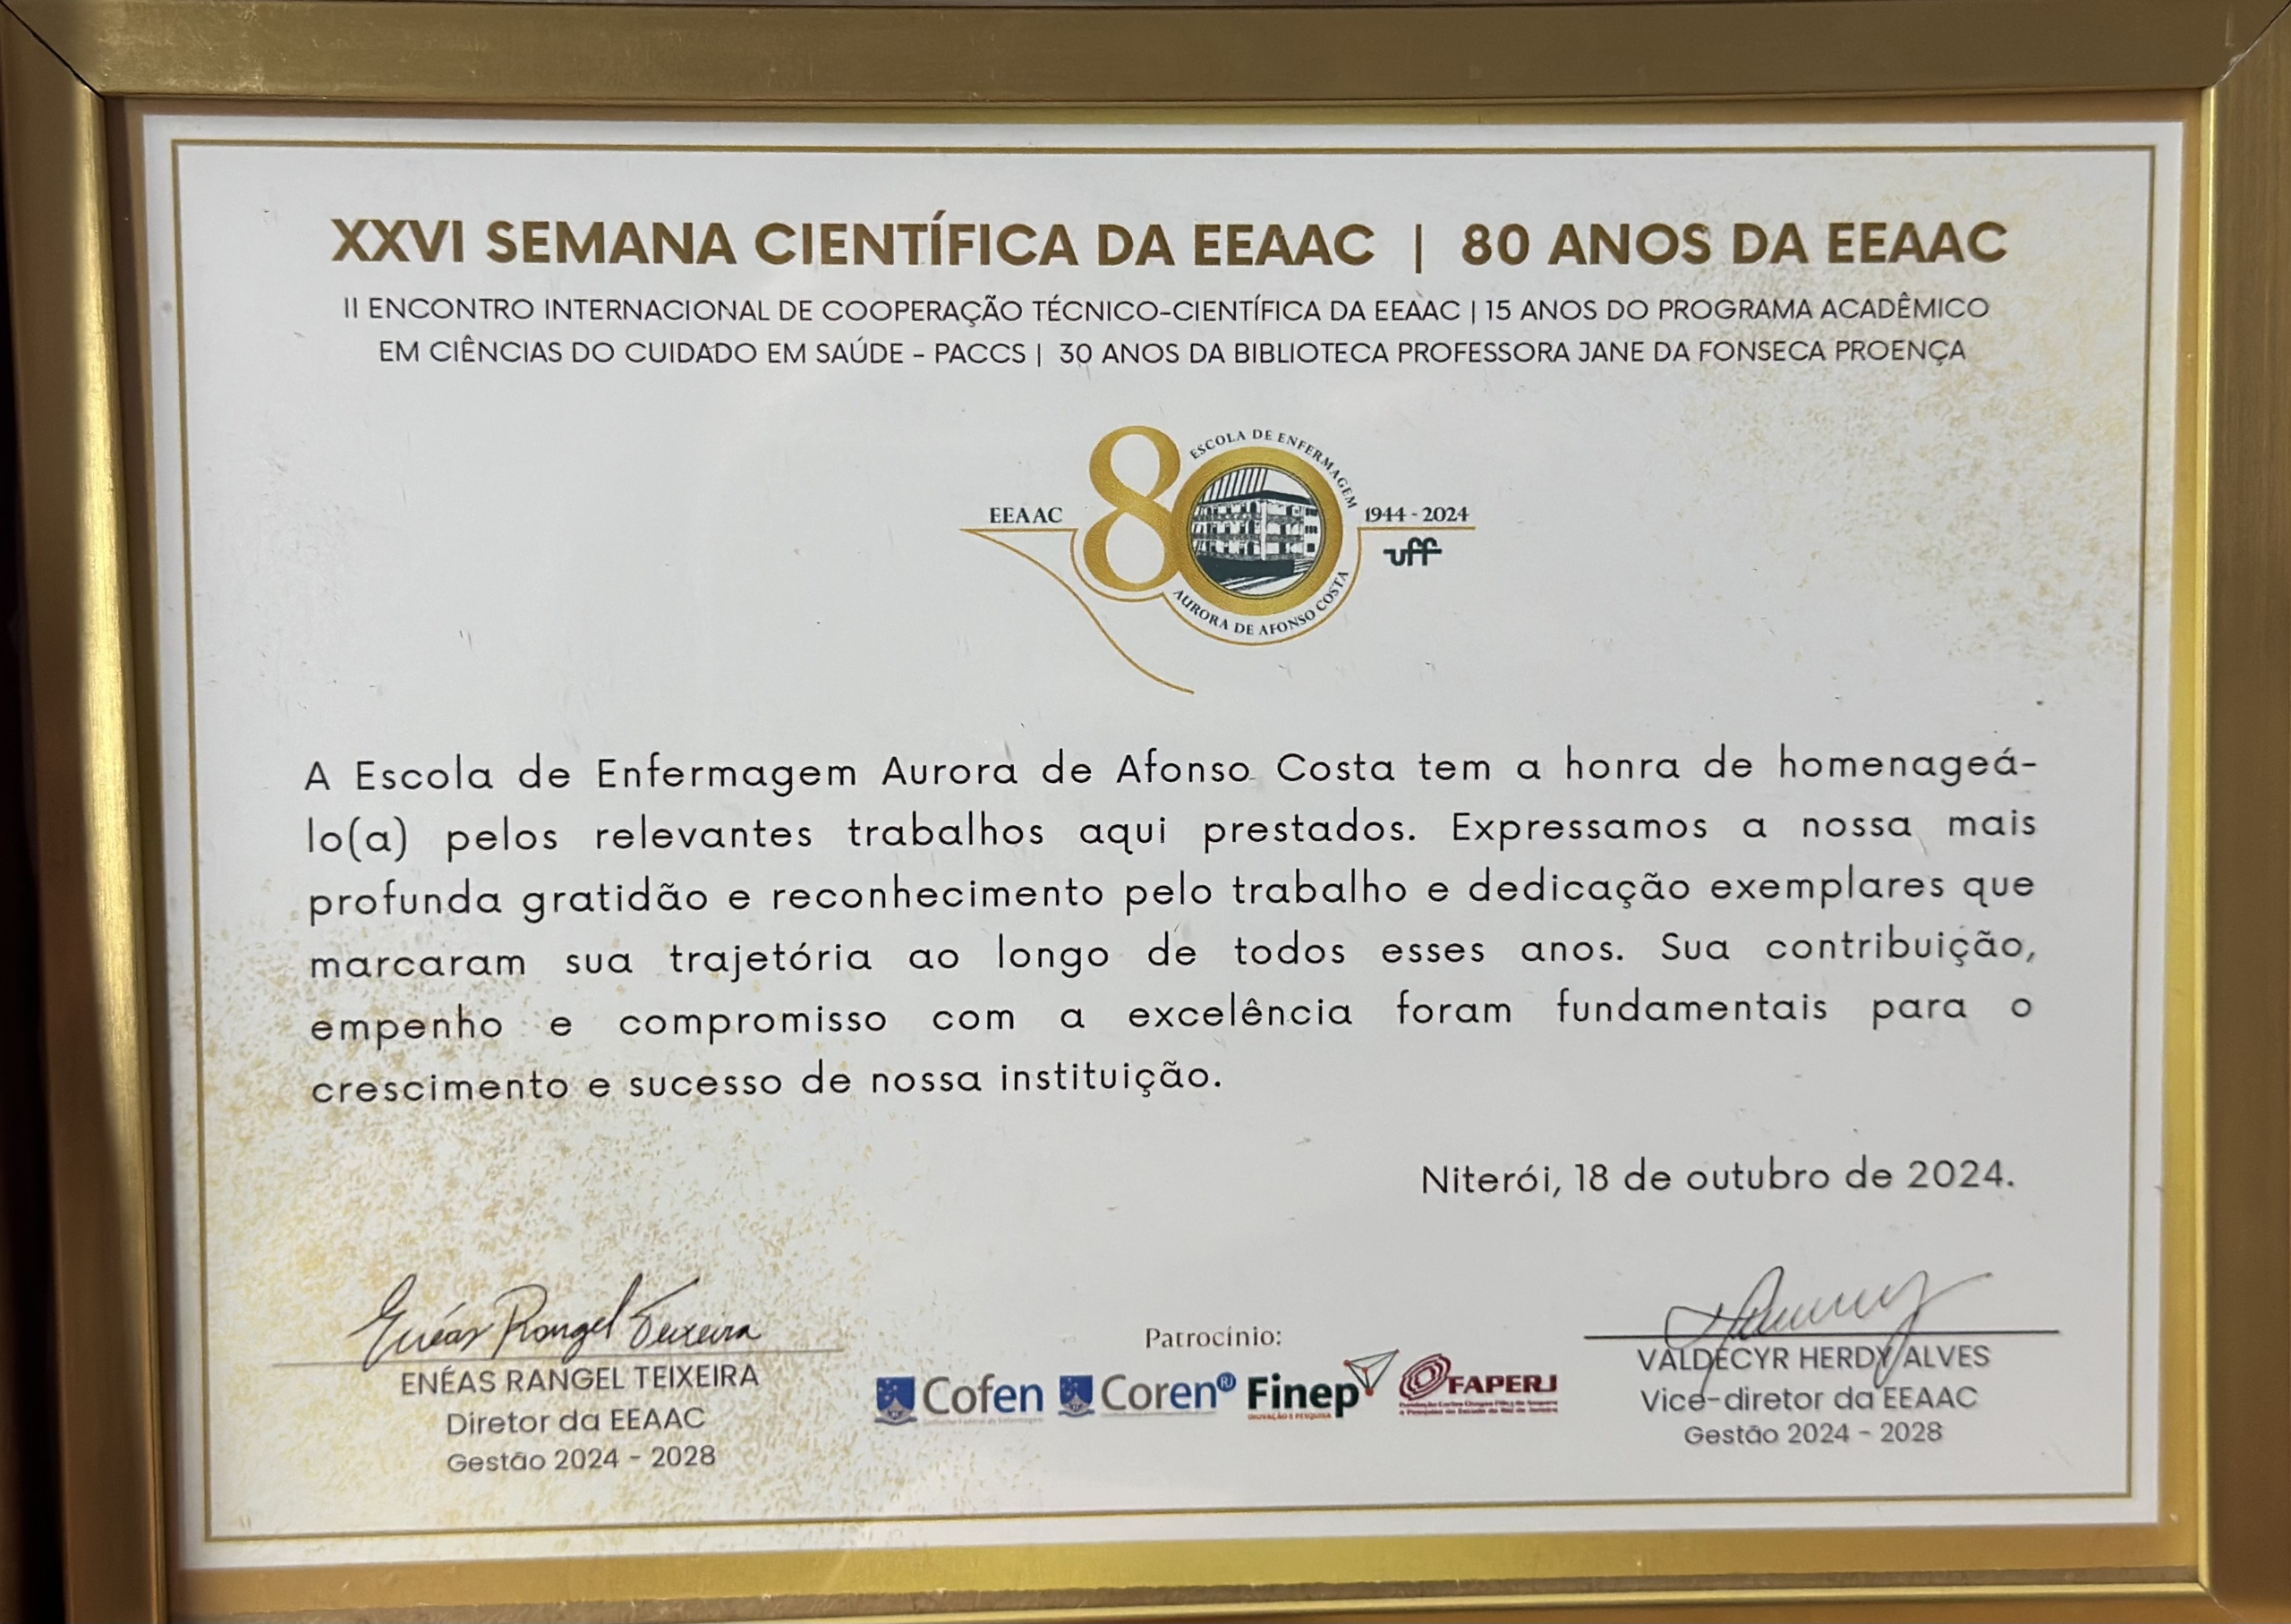 XXVI SEMANA CIENTÍFICA DA EEAAC | 80 ANOS DA EEAAC
II ENCONTRO INTERNACIONAL DE COOPERAÇÃO TÉCNICO-CIENTÍFICA DA EEAAC | 15 ANOS DO PROGRAMA ACADÊMICO
EM CIÊNCIAS DO CUIDADO EM SAÚDE - PACCS | 30 ANOS DA BIBLIOTECA PROFESSORA JANE DA FONSECA PROENÇA
EEAAC
80
ESCOLA DE ENFERMAGEM
AURORA DE AFONSO COSTA
1944 - 2024
uff
A Escola de Enfermagem Aurora de Afonso Costa tem a honra de homenageá-
lo(a) pelos relevantes trabalhos aqui prestados. Expressamos a nossa mais
profunda gratidão e reconhecimento pelo trabalho e dedicação exemplares que
marcaram sua trajetória ao longo de todos esses anos. Sua contribuição,
empenho e compromisso com a excelência foram fundamentais para o
crescimento e sucesso de nossa instituição.
Niterói, 18 de outubro de 2024.
Enéas Rangel Teixeira
ENÉAS RANGEL TEIXEIRA
Diretor da EEAAC
Gestão 2024 - 2028
Patrocínio:
Cofen Coren RJ Finep FAPERJ
INOVAÇÃO E PESQUISA
VALDECYR HERDY ALVES
Vice-diretor da EEAAC
Gestão 2024 - 2028